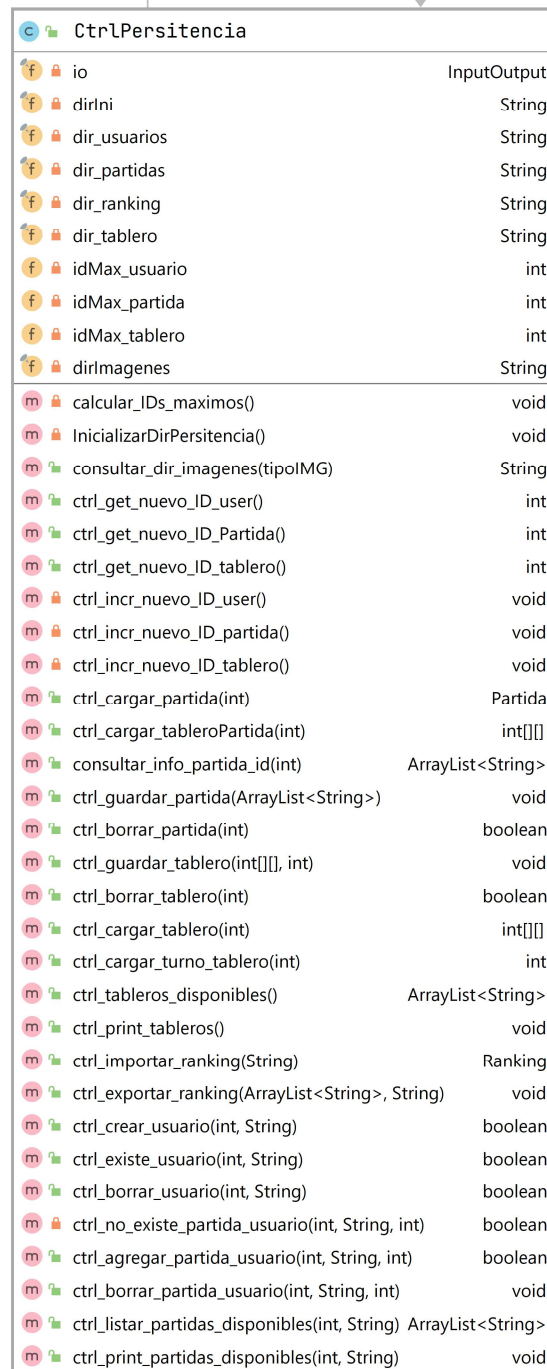 CtrlPersitencia
io InputOutput
dirIni String
dir_usuarios String
dir_partidas String
dir_ranking String
dir_tablero String
idMax_usuario int
idMax_partida int
idMax_tablero int
dirImagenes String
calcular_IDs_maximos() void
InicializarDirPersitencia() void
consultar_dir_imagenes(tipoIMG) String
ctrl_get_nuevo_ID_user() int
ctrl_get_nuevo_ID_Partida() int
ctrl_get_nuevo_ID_tablero() int
ctrl_incr_nuevo_ID_user() void
ctrl_incr_nuevo_ID_partida() void
ctrl_incr_nuevo_ID_tablero() void
ctrl_cargar_partida(int) Partida
ctrl_cargar_tableroPartida(int) int[][]
consultar_info_partida_id(int) ArrayList<String>
ctrl_guardar_partida(ArrayList<String>) void
ctrl_borrar_partida(int) boolean
ctrl_guardar_tablero(int[][], int) void
ctrl_borrar_tablero(int) boolean
ctrl_cargar_tablero(int) int[][]
ctrl_cargar_turno_tablero(int) int
ctrl_tableros_disponibles() ArrayList<String>
ctrl_print_tableros() void
ctrl_importar_ranking(String) Ranking
ctrl_exportar_ranking(ArrayList<String>, String) void
ctrl_crear_usuario(int, String) boolean
ctrl_existe_usuario(int, String) boolean
ctrl_borrar_usuario(int, String) boolean
ctrl_no_existe_partida_usuario(int, String, int) boolean
ctrl_agregar_partida_usuario(int, String, int) boolean
ctrl_borrar_partida_usuario(int, String, int) void
ctrl_listar_partidas_disponibles(int, String) ArrayList<String>
ctrl_print_partidas_disponibles(int, String) void